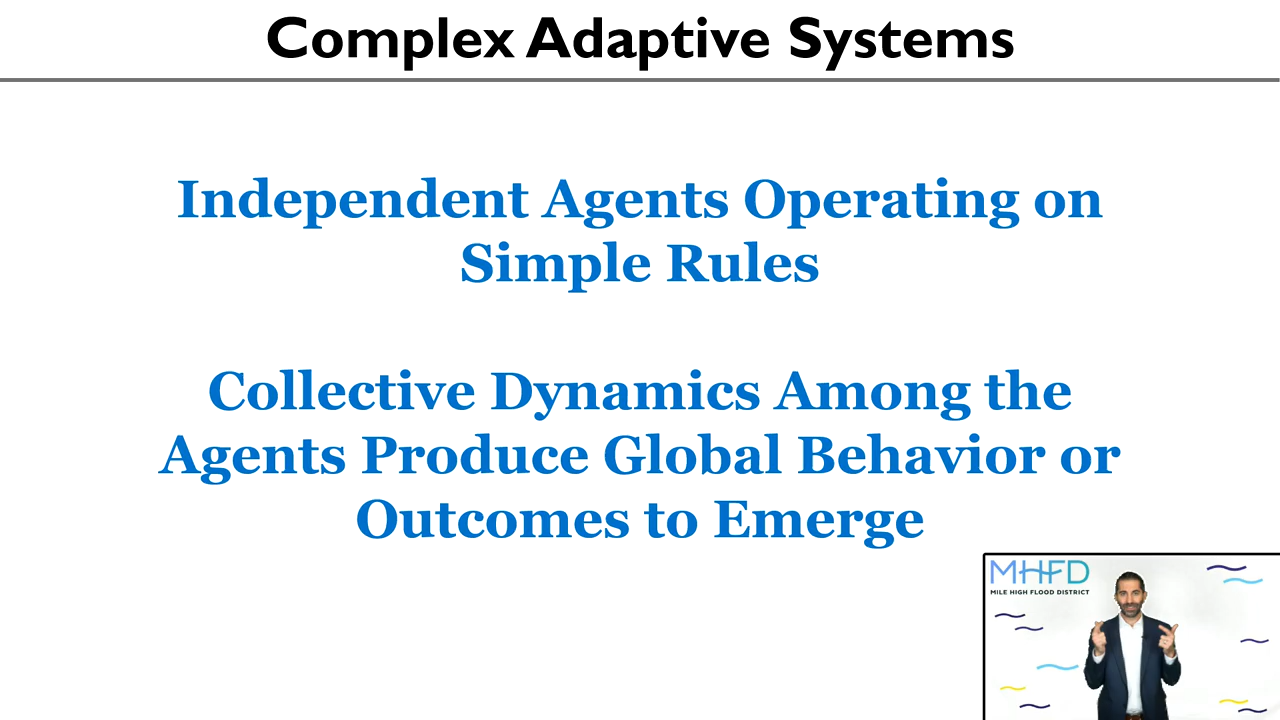 Complex Adaptive Systems
Independent Agents Operating on
Simple Rules
Collective Dynamics Among the
Agents Produce Global Behavior or
Outcomes to Emerge
MHFD
MILE HIGH FLOOD DISTRICT